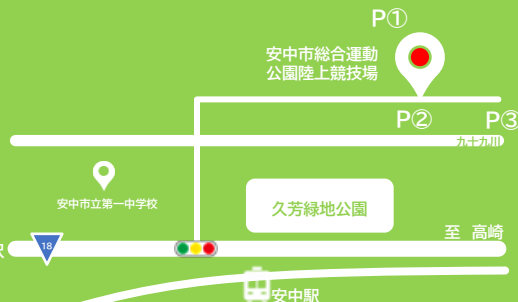 P①
安中市総合運動
公園陸上競技場
P②
P③
九十九川
安中市立第一中学校
久芳緑地公園
至 高崎
18
安中駅